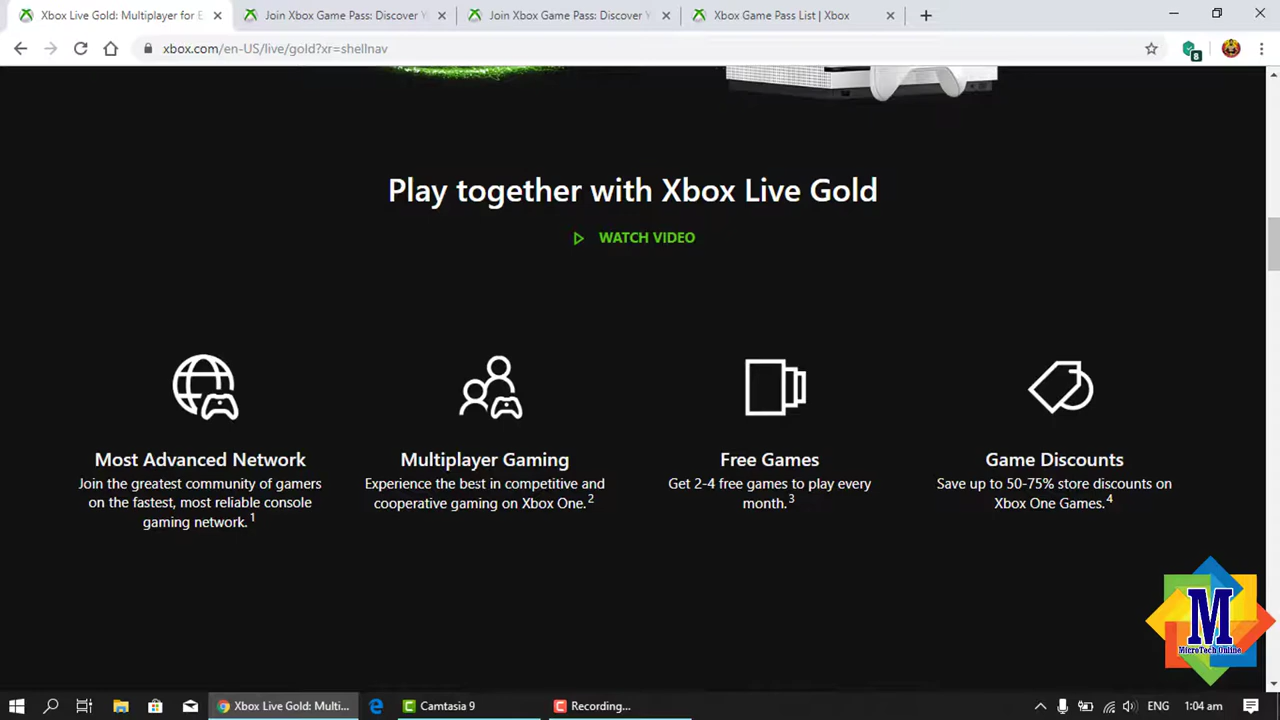 Xbox Live Gold: Multiplayer for E
Join Xbox Game Pass: Discover Y
Join Xbox Game Pass: Discover Y
Xbox Game Pass List | Xbox
xbox.com/en-US/live/gold?xr=shellnav
8
Play together with Xbox Live Gold
WATCH VIDEO
Most Advanced Network
Join the greatest community of gamers
on the fastest, most reliable console
gaming network.1
Multiplayer Gaming
Experience the best in competitive and
cooperative gaming on Xbox One.2
Free Games
Get 2-4 free games to play every
month.3
Game Discounts
Save up to 50-75% store discounts on
Xbox One Games.4
M
MicroTech Online
Xbox Live Gold: Multi...
Camtasia 9
Recording...
ENG
1:04 am